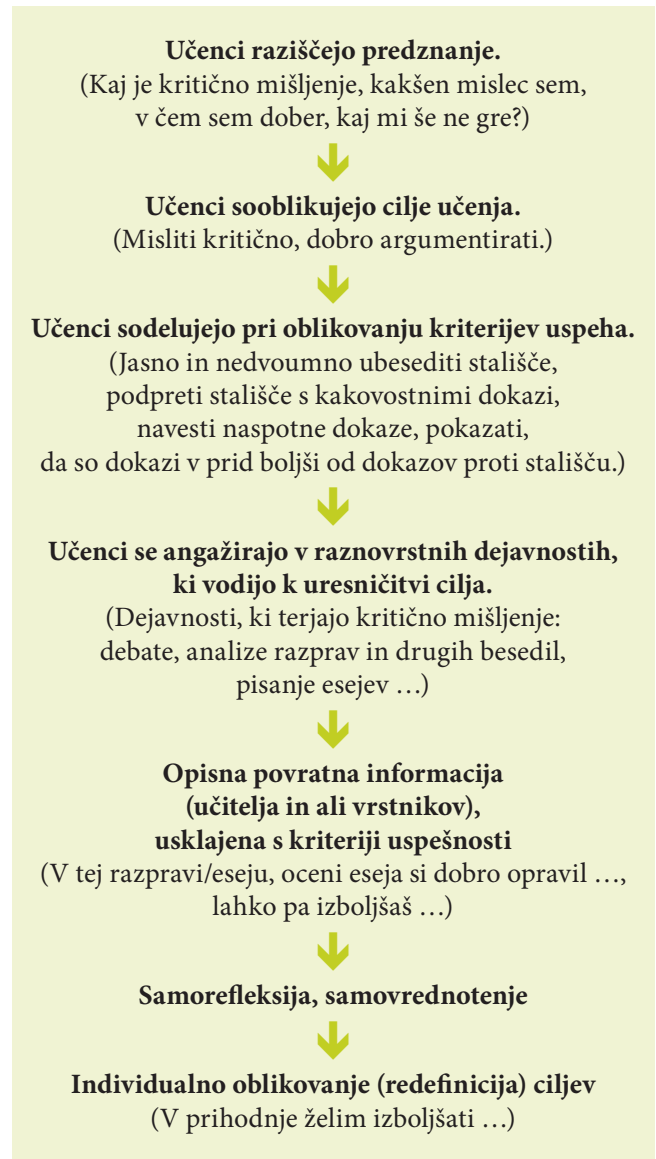 Učenci raziščejo predznanje.
(Kaj je kritično mišljenje, kakšen mislec sem,
v čem sem dober, kaj mi še ne gre?)
Učenci sooblikujejo cilje učenja.
(Misliti kritično, dobro argumentirati.)
Učenci sodelujejo pri oblikovanju kriterijev uspeha.
(Jasno in nedvoumno ubesediti stališče,
podpreti stališče s kakovostnimi dokazi,
navesti naspotne dokaze, pokazati,
da so dokazi v prid boljši od dokazov proti stališču.)
Učenci se angažirajo v raznovrstnih dejavnostih,
ki vodijo k uresničitvi cilja.
(Dejavnosti, ki terjajo kritično mišljenje:
debate, analize razprav in drugih besedil,
pisanje esejev …)
Opisna povratna informacija
(učitelja in ali vrstnikov),
usklajena s kriteriji uspešnosti
(V tej razpravi/eseju, oceni eseja si dobro opravil …,
lahko pa izboljšaš …)
Samorefleksija, samovrednotenje
Individualno oblikovanje (redefinicija) ciljev
(V prihodnje želim izboljšati …)